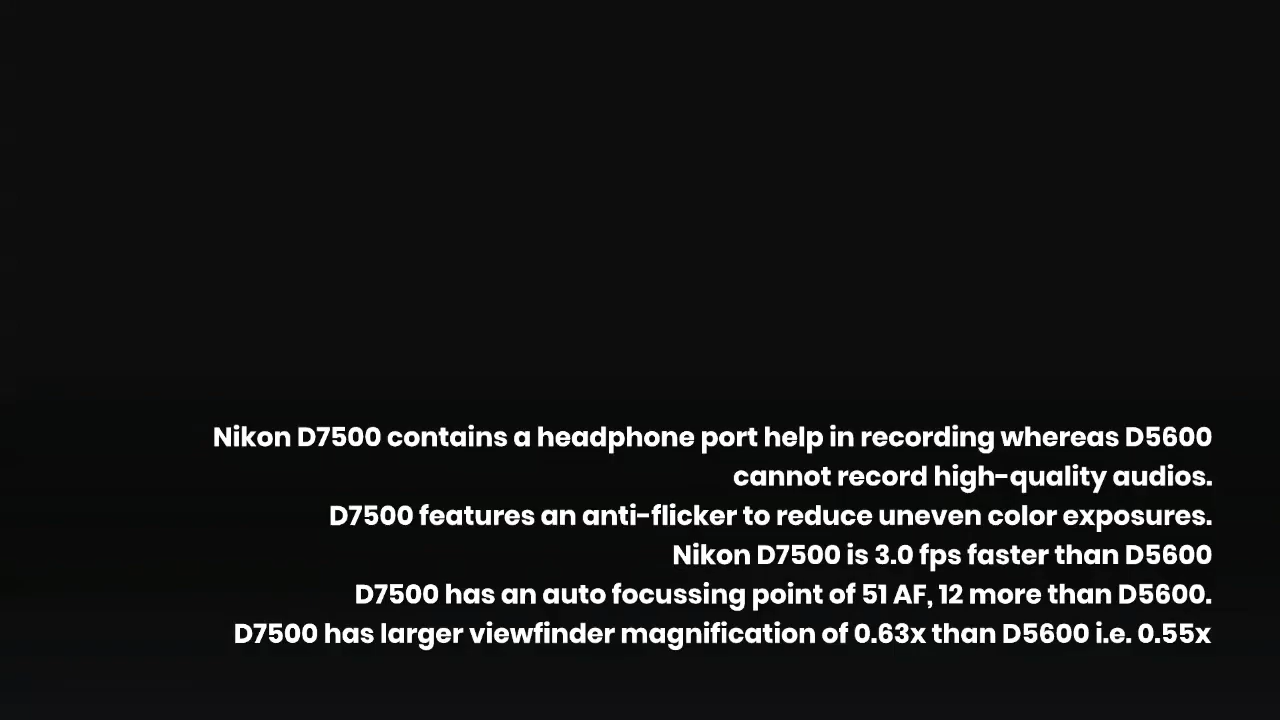 Nikon D7500 contains a headphone port help in recording whereas D5600
cannot record high-quality audios.
D7500 features an anti-flicker to reduce uneven color exposures.
Nikon D7500 is 3.0 fps faster than D5600
D7500 has an auto focussing point of 51 AF, 12 more than D5600.
D7500 has larger viewfinder magnification of 0.63x than D5600 i.e. 0.55x